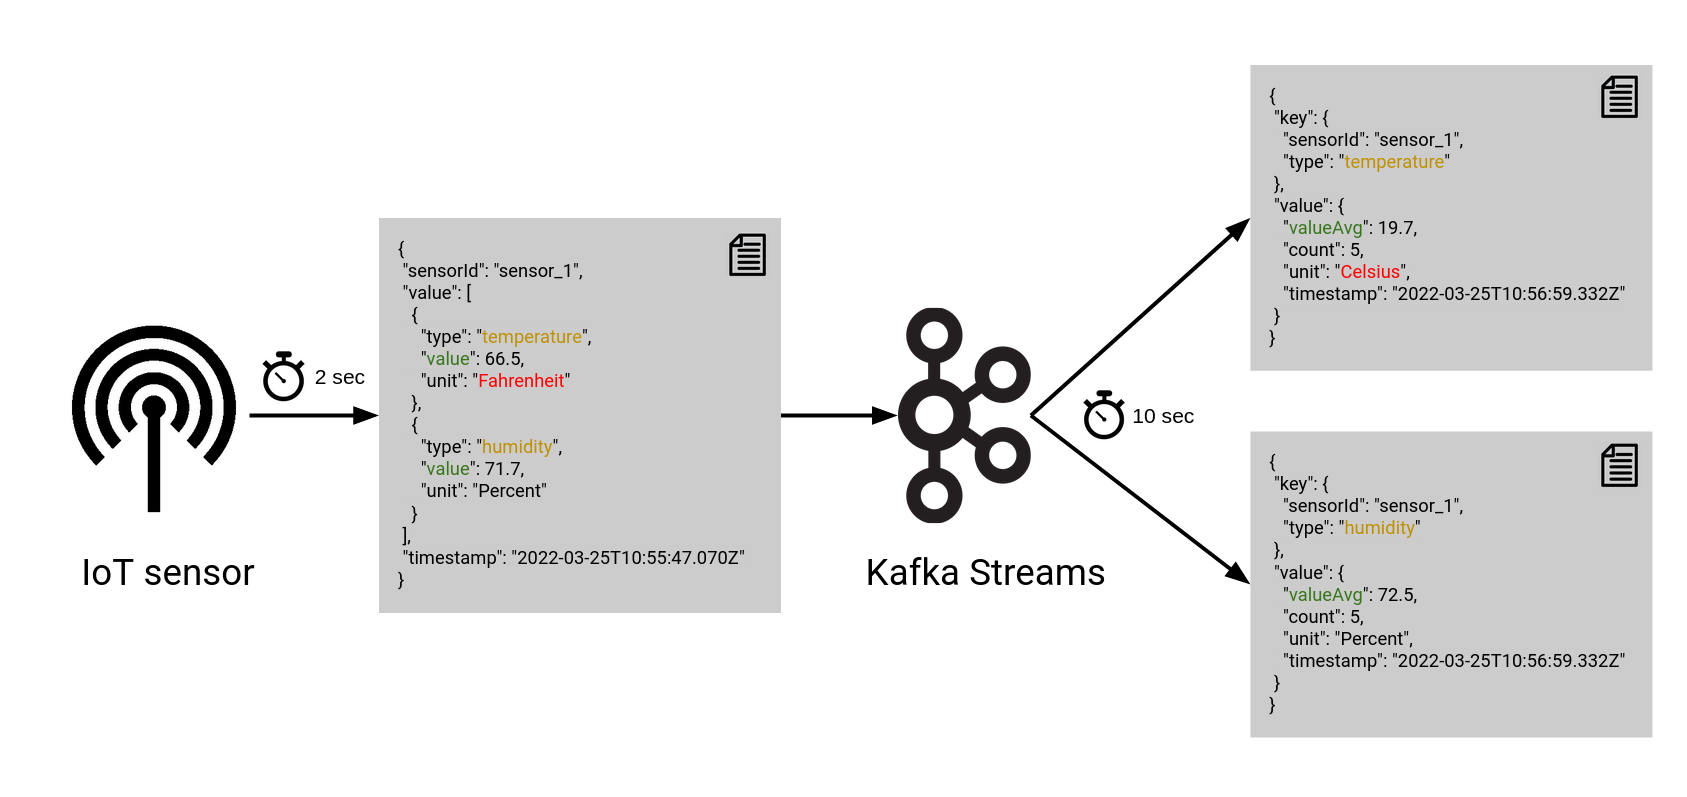 2 sec
IoT sensor
{
"sensorId": "sensor_1",
"value": [
{
"type": "temperature",
"value": 66.5,
"unit": "Fahrenheit"
},
{
"type": "humidity",
"value": 71.7,
"unit": "Percent"
}
],
"timestamp": "2022-03-25T10:55:47.070Z"
}
Kafka Streams
10 sec
{
"key": {
"sensorId": "sensor_1",
"type": "temperature"
},
"value": {
"valueAvg": 19.7,
"count": 5,
"unit": "Celsius",
"timestamp": "2022-03-25T10:56:59.332Z"
}
}
{
"key": {
"sensorId": "sensor_1",
"type": "humidity"
},
"value": {
"valueAvg": 72.5,
"count": 5,
"unit": "Percent",
"timestamp": "2022-03-25T10:56:59.332Z"
}
}